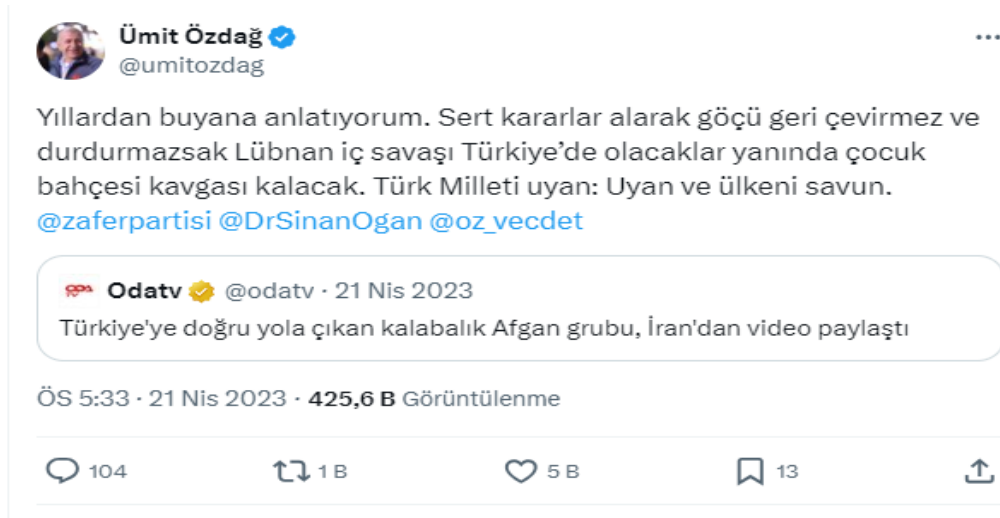 Ümit Özdağ
@umitozdag
Yıllardan buyana anlatıyorum. Sert kararlar alarak göçü geri çevirmez ve
durdurmazsak Lübnan iç savaşı Türkiye’de olacaklar yanında çocuk
bahçesi kavgası kalacak. Türk Milleti uyan: Uyan ve ülkeni savun.
@zaferpartisi @DrSinanOgan @oz_vecdet
Odatv @odatv · 21 Nis 2023
Türkiye'ye doğru yola çıkan kalabalık Afgan grubu, İran'dan video paylaştı
ÖS 5:33 · 21 Nis 2023 · 425,6 B Görüntülenme
104 1 B 5 B 13